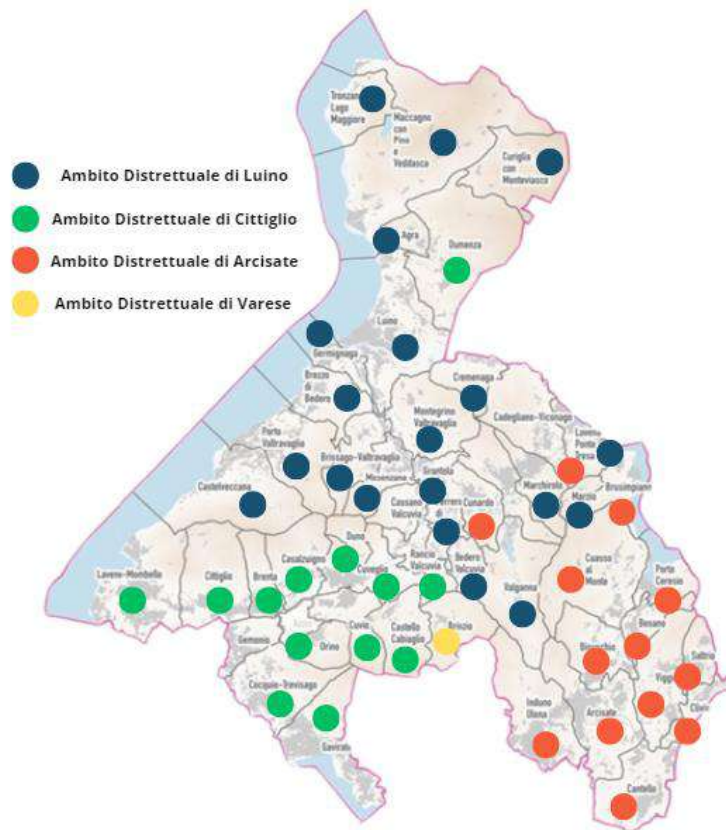 Tronzano
Lago
Maggiore
Maccagno
con
Pino
e
Veddasca
Curiglia
con
Monteviasca
Ambito Distrettuale di Luino
Ambito Distrettuale di Cittiglio
Ambito Distrettuale di Arcisate
Ambito Distrettuale di Varese
Agra
Dumenza
Luino
Germignaga
Brezzo
di
Bedero
Cremenaga
Cadegliano-Viconago
Montegrino
Valtravaglia
Lavena
Ponte
Tresa
Porto
Valtravaglia
Brissago-Valtravaglia
Mesenzana
Grantola
Castelveccana
Cassano
Valcuvia
Ferrera di
Cunardo
Marchirolo
Marzio
Brusimpiano
Duno
Casalzuigno
Cuveglio
Rancio
Valcuvia
Bedero
Valcuvia
Cuasso
al
Monte
Porto
Ceresio
Laveno-Mombello
Cittiglio
Brenta
Valganna
Besano
Gemonio
Orino
Cuvio
Castello
Cabiaglio
Brinzio
Bisuschio
Saltrio
Viggiù
Cocquio-Trevisago
Induno
Olona
Arcisate
Clivio
Gavirate
Cantello